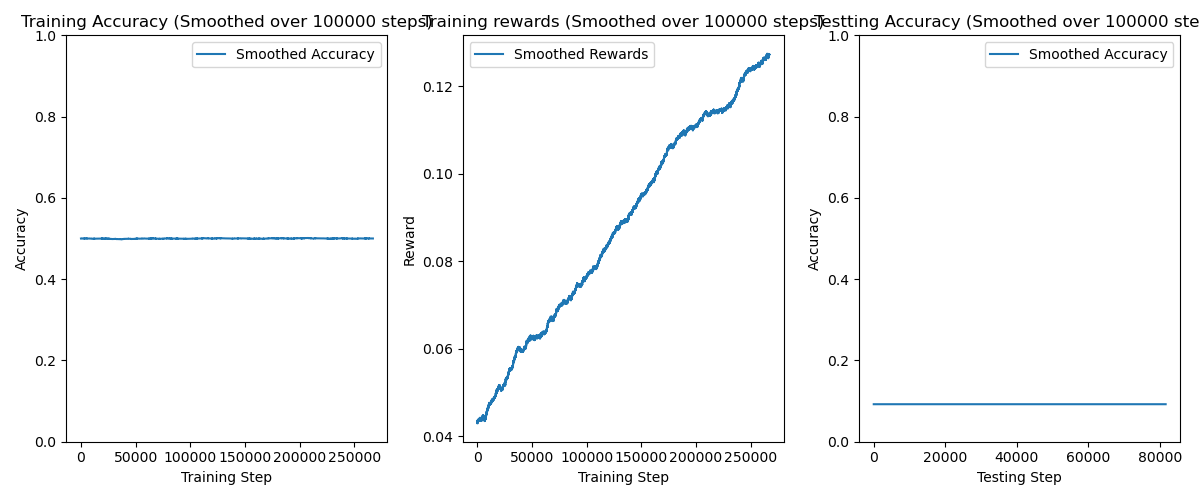 Training Accuracy (Smoothed over 100000 steps)
Training rewards (Smoothed over 100000 steps)
Testting Accuracy (Smoothed over 100000 ste
1.0
0.8
0.6
0.4
0.2
0.0
Accuracy
Smoothed Accuracy
0 50000 100000 150000 200000 250000
Training Step
0.12
0.10
0.08
0.06
0.04
Reward
Smoothed Rewards
0 50000 100000 150000 200000 250000
Training Step
1.0
0.8
0.6
0.4
0.2
0.0
Accuracy
Smoothed Accuracy
0 20000 40000 60000 80000
Testing Step